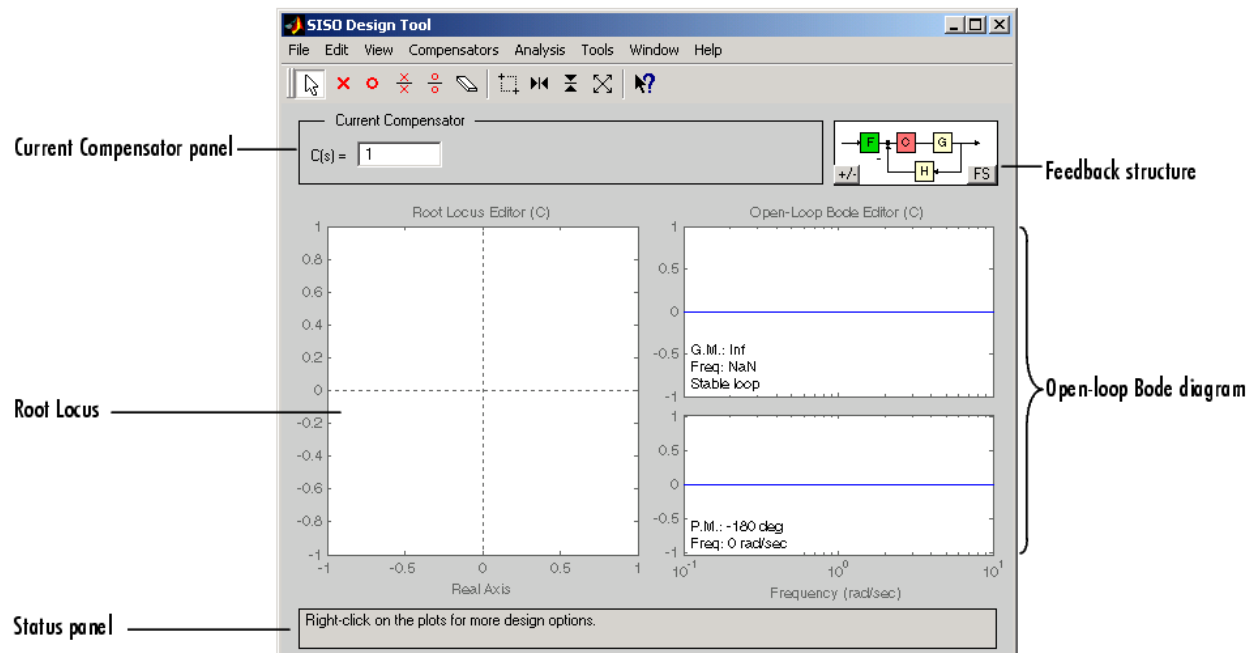 SISO Design Tool
File Edit View Compensators Analysis Tools Window Help
Current Compensator panel
Current Compensator
C(s) = 1
F C G
H
+/-
FS
Feedback structure
Root Locus Editor (C)
1
0.8
0.6
0.4
0.2
0
-0.2
-0.4
-0.6
-0.8
-1
-1 -0.5 0 0.5 1
Real Axis
Root Locus
Open-Loop Bode Editor (C)
1
0.5
0
-0.5
-1
G.M.: Inf
Freq: NaN
Stable loop
1
0.5
0
-0.5
-1
P.M.: -180 deg
Freq: 0 rad/sec
10^-1 10^0 10^1
Frequency (rad/sec)
Open-loop Bode diagram
Status panel
Right-click on the plots for more design options.